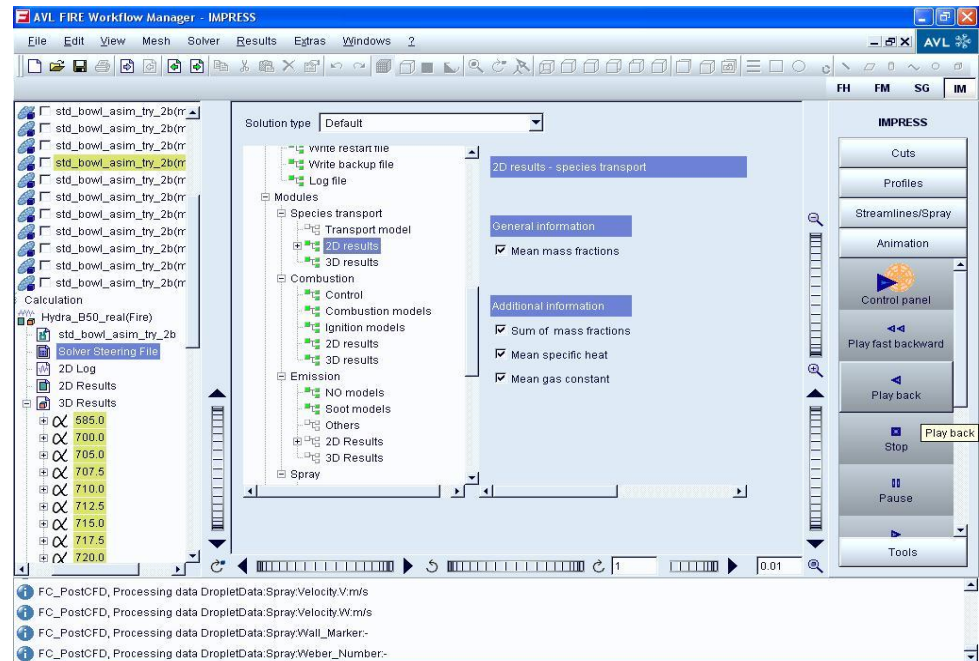 AVL FIRE Workflow Manager - IMPRESS
File Edit View Mesh Solver Results Extras Windows ?
AVL
FH FM SG IM
std_bowl_asim_try_2b(m
std_bowl_asim_try_2b(m
std_bowl_asim_try_2b(m
std_bowl_asim_try_2b(m
std_bowl_asim_try_2b(m
std_bowl_asim_try_2b(m
std_bowl_asim_try_2b(m
std_bowl_asim_try_2b(m
std_bowl_asim_try_2b(m
std_bowl_asim_try_2b(m
std_bowl_asim_try_2b(m
Calculation
Hydra_B50_real(Fire)
std_bowl_asim_try_2b
Solver Steering File
2D Log
2D Results
3D Results
α 585.0
α 700.0
α 705.0
α 707.5
α 710.0
α 712.5
α 715.0
α 717.5
α 720.0
Solution type Default
Write restart file
Write backup file
Log file
Modules
Species transport
Transport model
2D results
3D results
Combustion
Control
Combustion models
Ignition models
2D results
3D results
Emission
NO models
Soot models
Others
2D Results
3D Results
Spray
2D results - species transport
General information
Mean mass fractions
Additional information
Sum of mass fractions
Mean specific heat
Mean gas constant
1
0.01
IMPRESS
Cuts
Profiles
Streamlines/Spray
Animation
Control panel
Play fast backward
Play back
Play back
Stop
Pause
Tools
FC_PostCFD, Processing data DropletData:Spray:Velocity.V:m/s
FC_PostCFD, Processing data DropletData:Spray:Velocity.W:m/s
FC_PostCFD, Processing data DropletData:Spray:Wall_Marker:-
FC_PostCFD, Processing data DropletData:Spray:Weber_Number:-